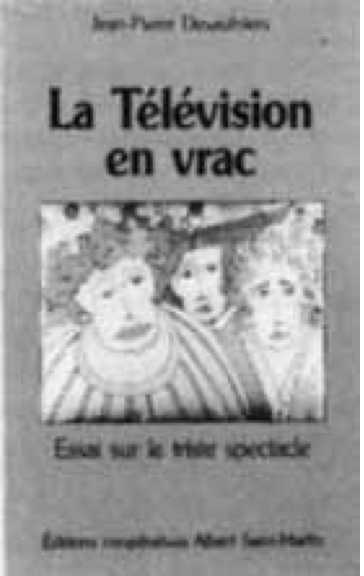 Jean-Pierre Desaulniers
La Télévision
en vrac
Essai sur le triste spectacle
Éditions coopératives Albert Saint-Martin